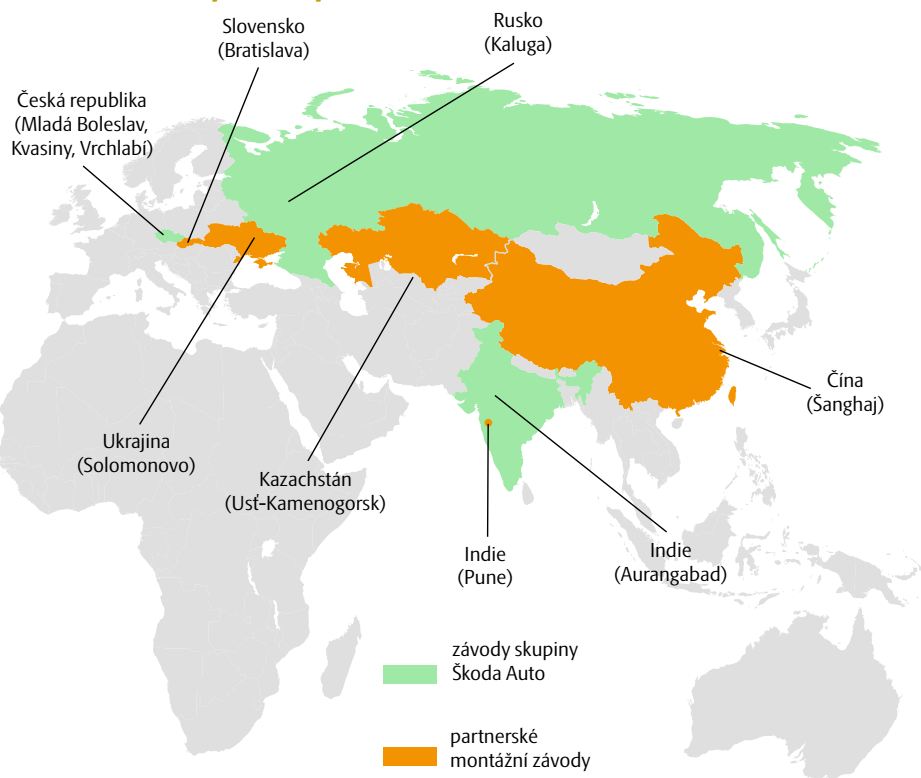 Slovensko
(Bratislava)
Rusko
(Kaluga)
Česká republika
(Mladá Boleslav,
Kvasiny, Vrchlabí)
Čína
(Šanghaj)
Ukrajina
(Solomonovo)
Kazachstán
(Usť-Kamenogorsk)
Indie
(Pune)
Indie
(Aurangabad)
závody skupiny
Škoda Auto
partnerské
montážní závody